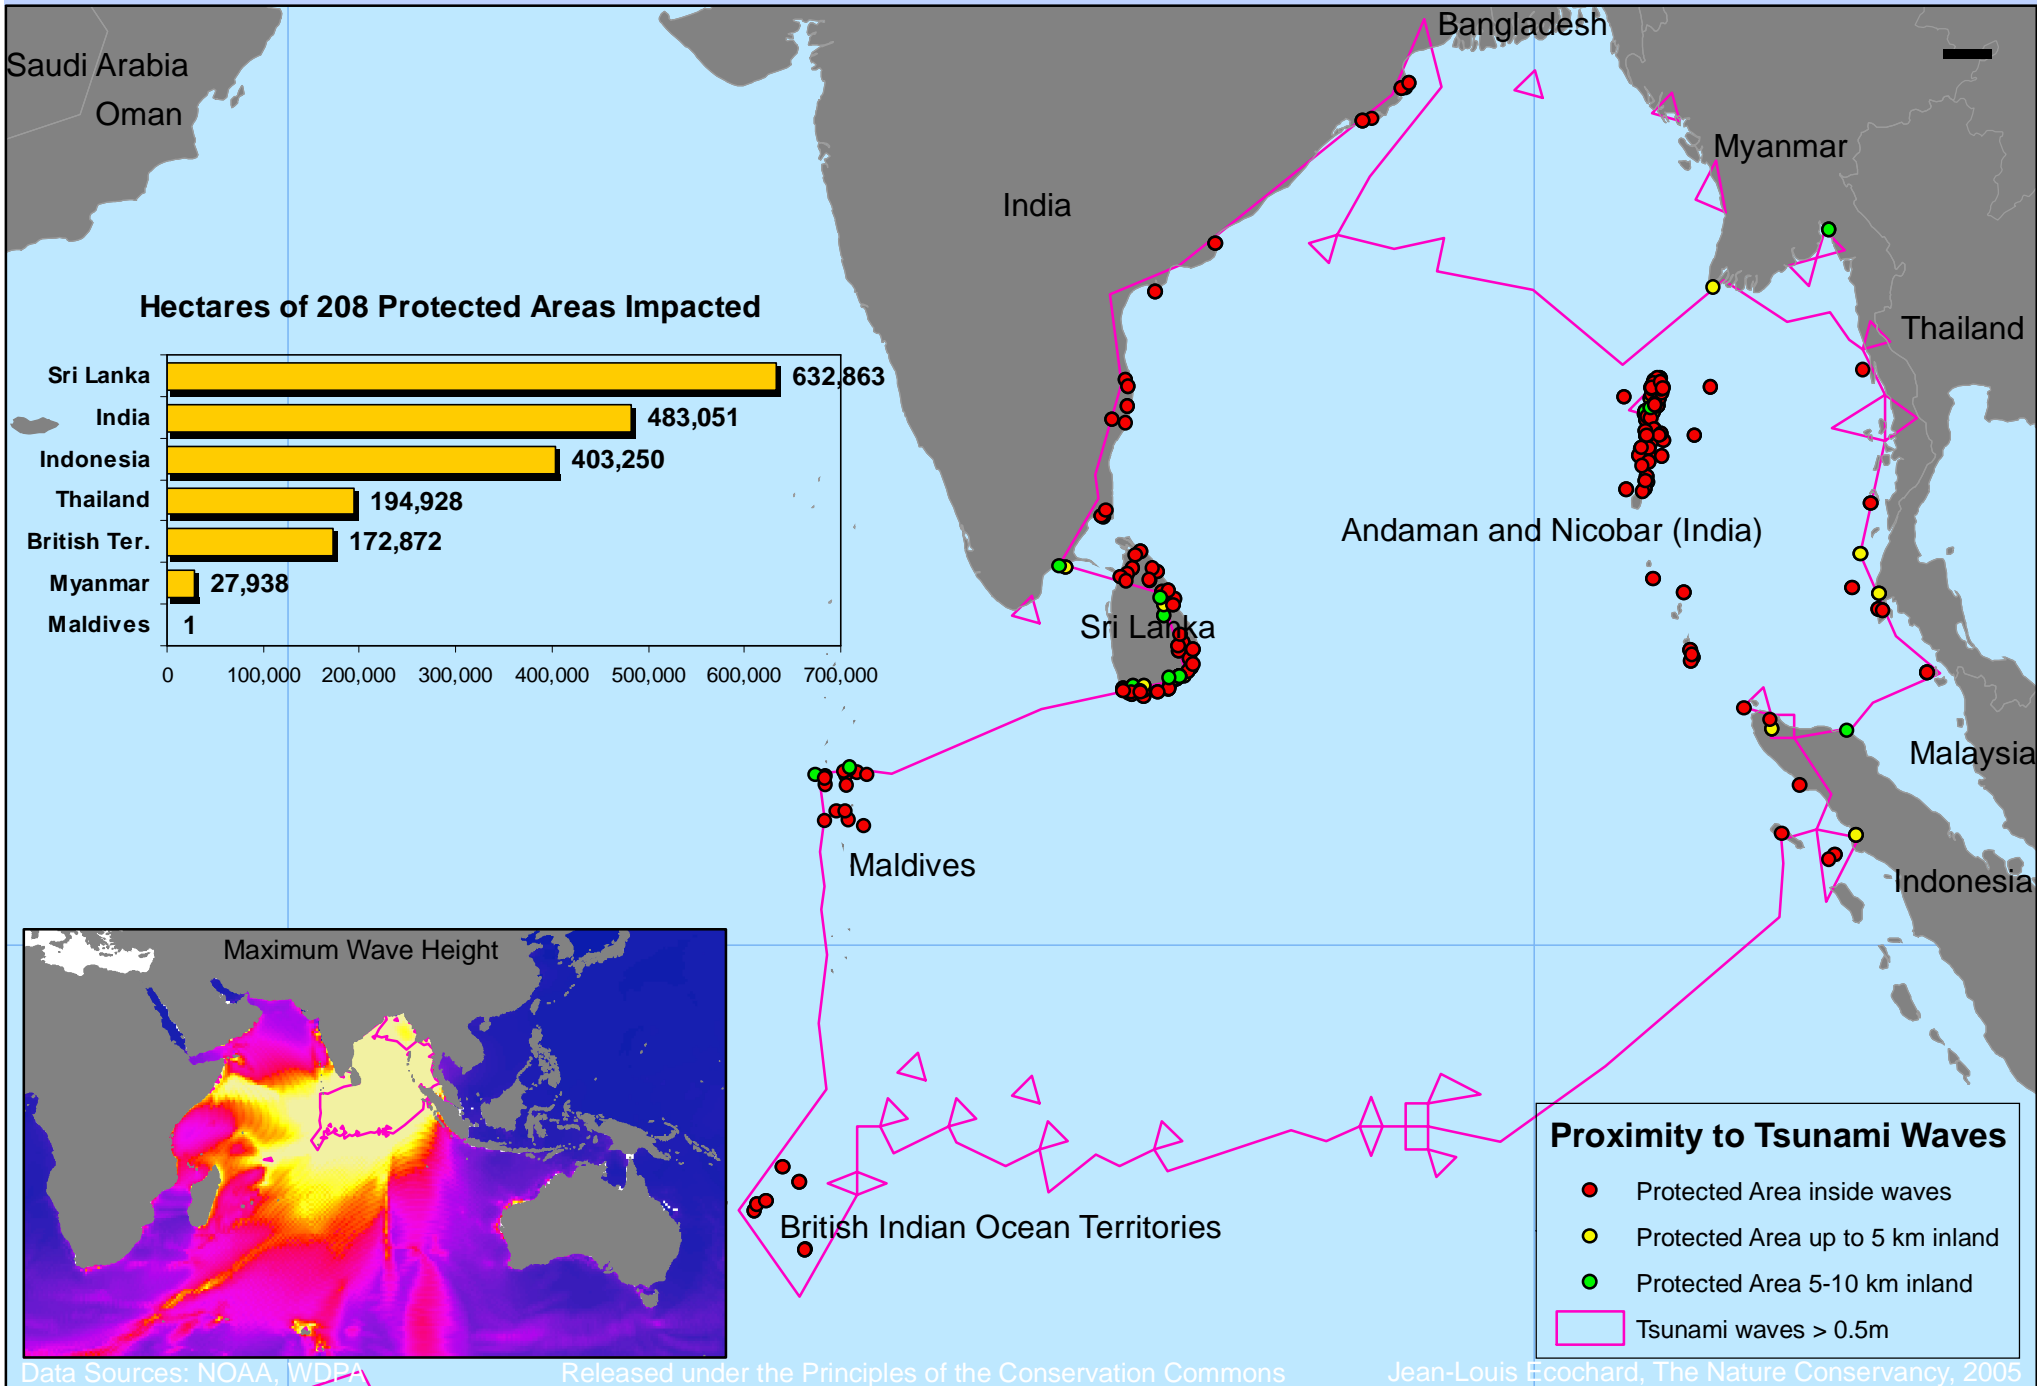 Bangladesh
Saudi Arabia
Oman
Myanmar
India
Hectares of 208 Protected Areas Impacted
Thailand
Sri Lanka 632,863
India 483,051
Indonesia 403,250
Thailand 194,928
British Ter. 172,872
Myanmar 27,938
Maldives 1
0 100,000 200,000 300,000 400,000 500,000 600,000 700,000
Andaman and Nicobar (India)
Sri Lanka
Malaysia
Maldives
Indonesia
Maximum Wave Height
British Indian Ocean Territories
Proximity to Tsunami Waves
Protected Area inside waves
Protected Area up to 5 km inland
Protected Area 5-10 km inland
Tsunami waves > 0.5m
Data Sources: NOAA, WDPA
Released under the Principles of the Conservation Commons
Jean-Louis Ecochard, The Nature Conservancy, 2005